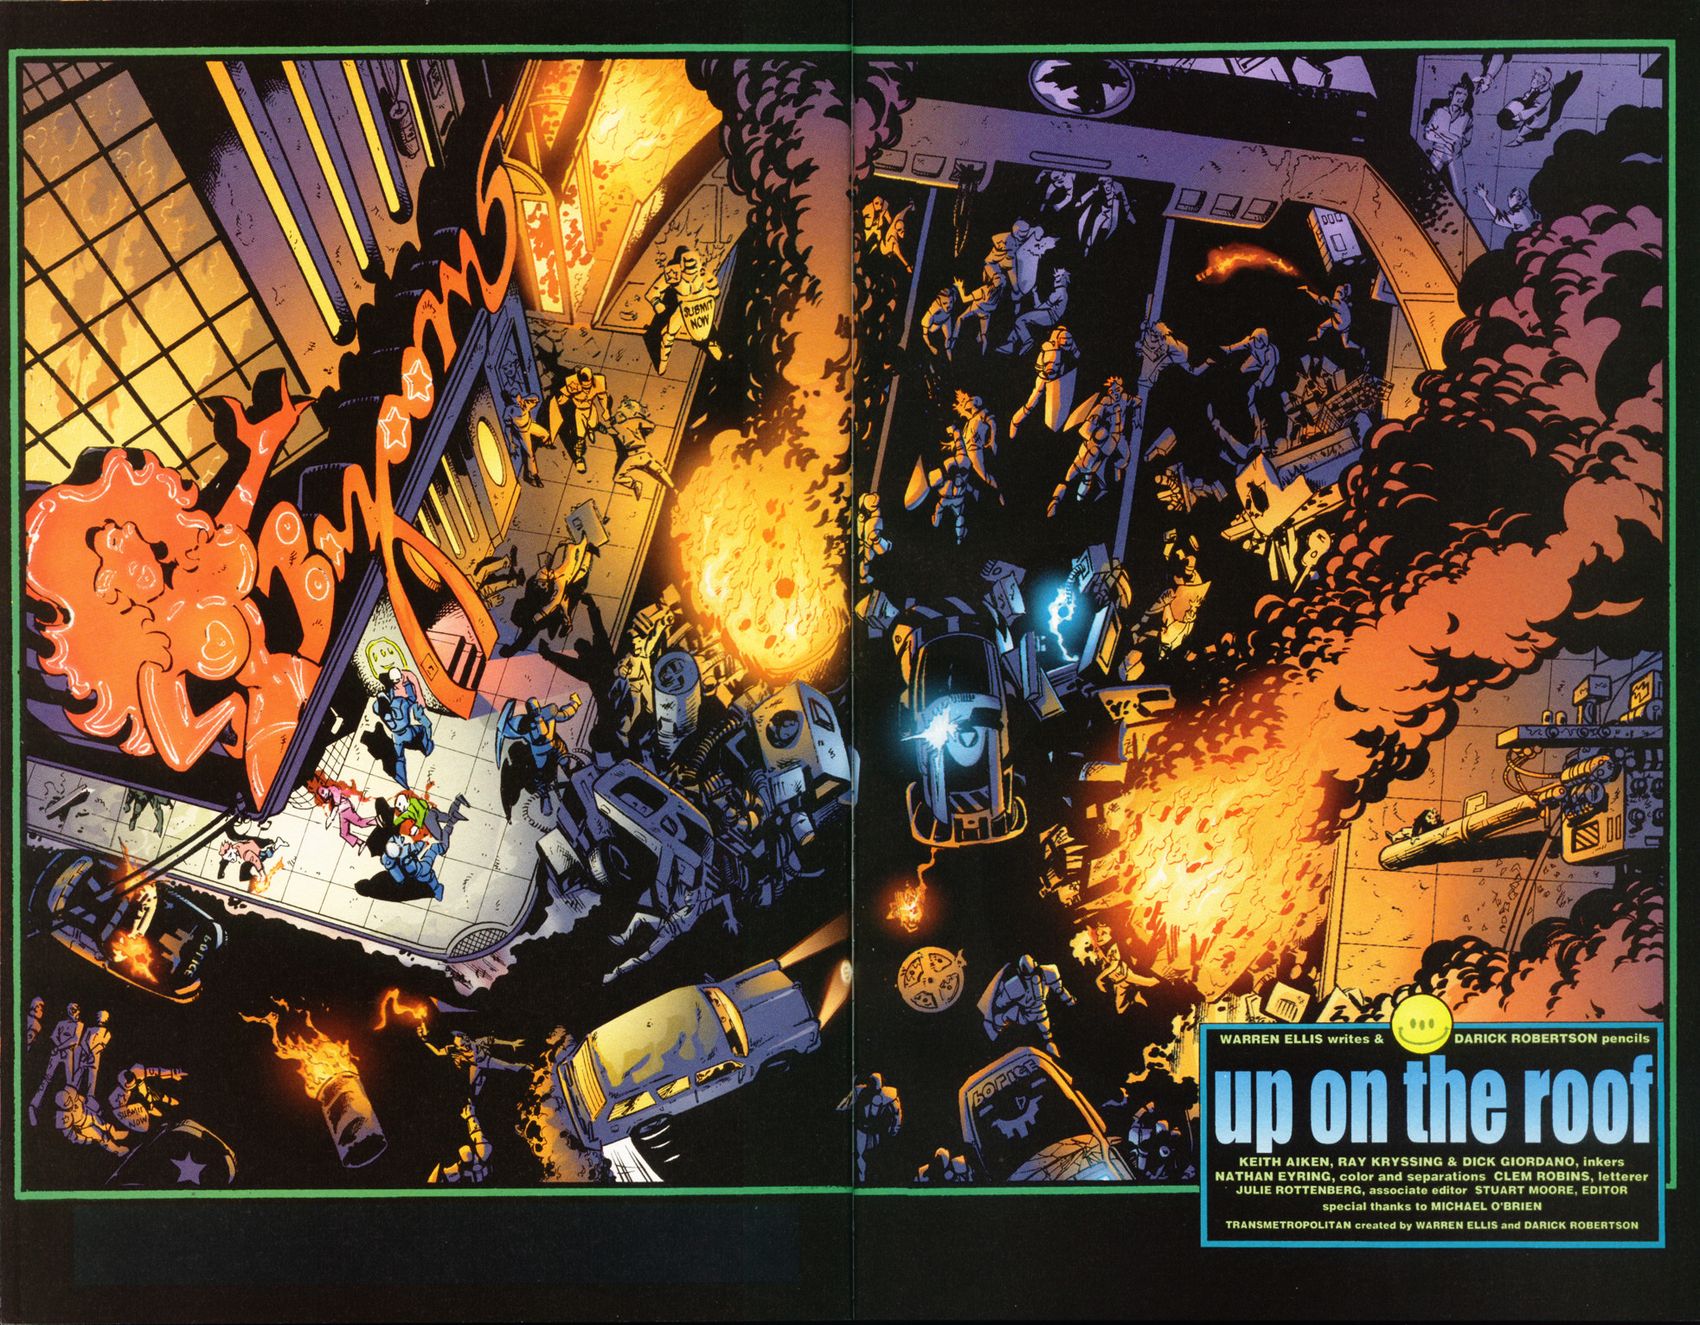 SUBMIT
NOW
POLICE
POLICE
SUBMIT
NOW
WARREN ELLIS writes & DARICK ROBERTSON pencils
up on the roof
KEITH AIKEN, RAY KRYSSING & DICK GIORDANO, inkers
NATHAN EYRING, color and separations CLEM ROBINS, letterer
JULIE ROTTENBERG, associate editor STUART MOORE, EDITOR
special thanks to MICHAEL O'BRIEN
TRANSMETROPOLITAN created by WARREN ELLIS and DARICK ROBERTSON